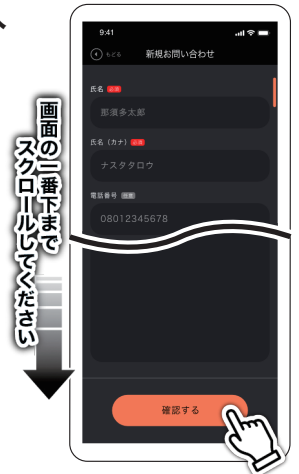 9:41
もどる
新規お問い合わせ
氏名 必須
那須多太郎
氏名（カナ） 必須
ナスタタロウ
電話番号 任意
08012345678
画面の一番下まで
スクロールしてください
確認する